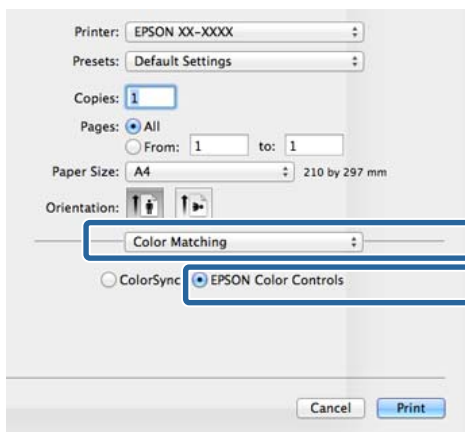 Printer: EPSON XX-XXXX
Presets: Default Settings
Copies: 1
Pages: All
From: 1 to: 1
Paper Size: A4 210 by 297 mm
Orientation:
Color Matching
ColorSync EPSON Color Controls
Cancel Print